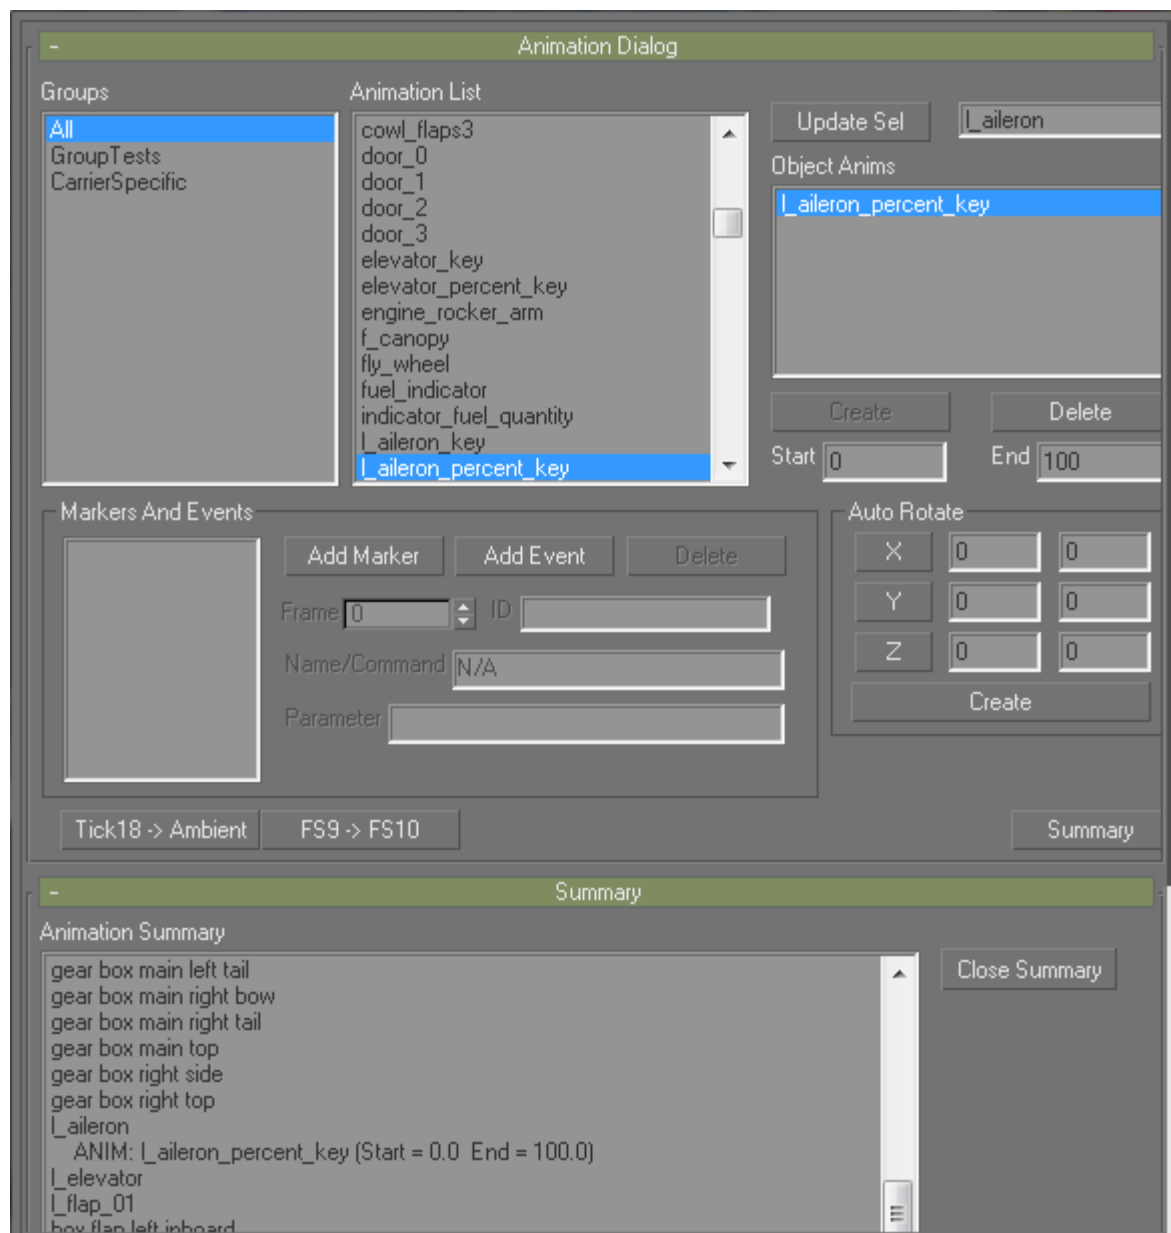 - Animation Dialog
Groups
All
GroupTests
CarrierSpecific
Animation List
cowl_flaps3
door_0
door_1
door_2
door_3
elevator_key
elevator_percent_key
engine_rocker_arm
f_canopy
fly_wheel
fuel_indicator
indicator_fuel_quantity
l_aileron_key
l_aileron_percent_key
Update Sel l_aileron
Object Anims
l_aileron_percent_key
Create Delete
Start 0 End 100
Markers And Events
Add Marker Add Event Delete
Frame 0 ID
Name/Command N/A
Parameter
Auto Rotate
X 0 0
Y 0 0
Z 0 0
Create
Tick18 -> Ambient FS9 -> FS10 Summary
- Summary
Animation Summary
gear box main left tail
gear box main right bow
gear box main right tail
gear box main top
gear box right side
gear box right top
l_aileron
ANIM: l_aileron_percent_key (Start = 0.0 End = 100.0)
l_elevator
l_flap_01
box flap left inboard
Close Summary